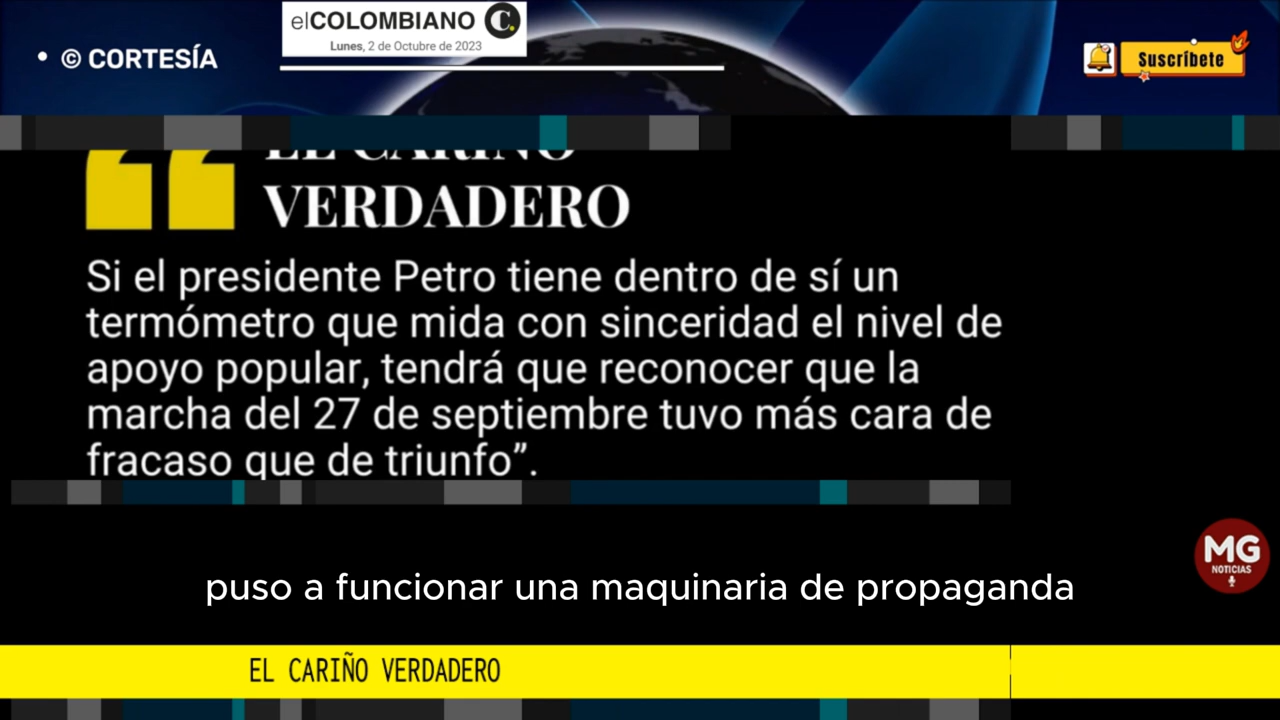 elCOLOMBIANO C.
Lunes, 2 de Octubre de 2023
• © CORTESÍA
Suscríbete
“ EL CARIÑO
VERDADERO
Si el presidente Petro tiene dentro de sí un
termómetro que mida con sinceridad el nivel de
apoyo popular, tendrá que reconocer que la
marcha del 27 de septiembre tuvo más cara de
fracaso que de triunfo”.
MG
NOTICIAS
puso a funcionar una maquinaria de propaganda
EL CARIÑO VERDADERO